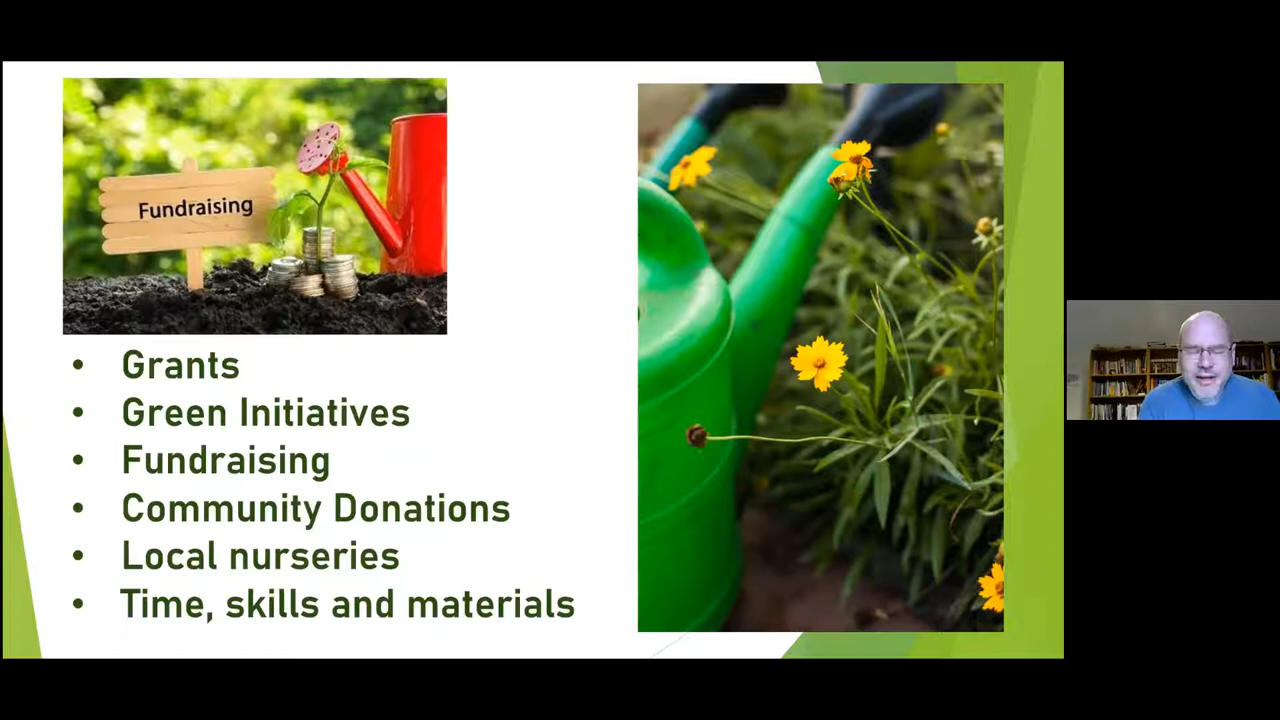 Fundraising
• Grants
• Green Initiatives
• Fundraising
• Community Donations
• Local nurseries
• Time, skills and materials